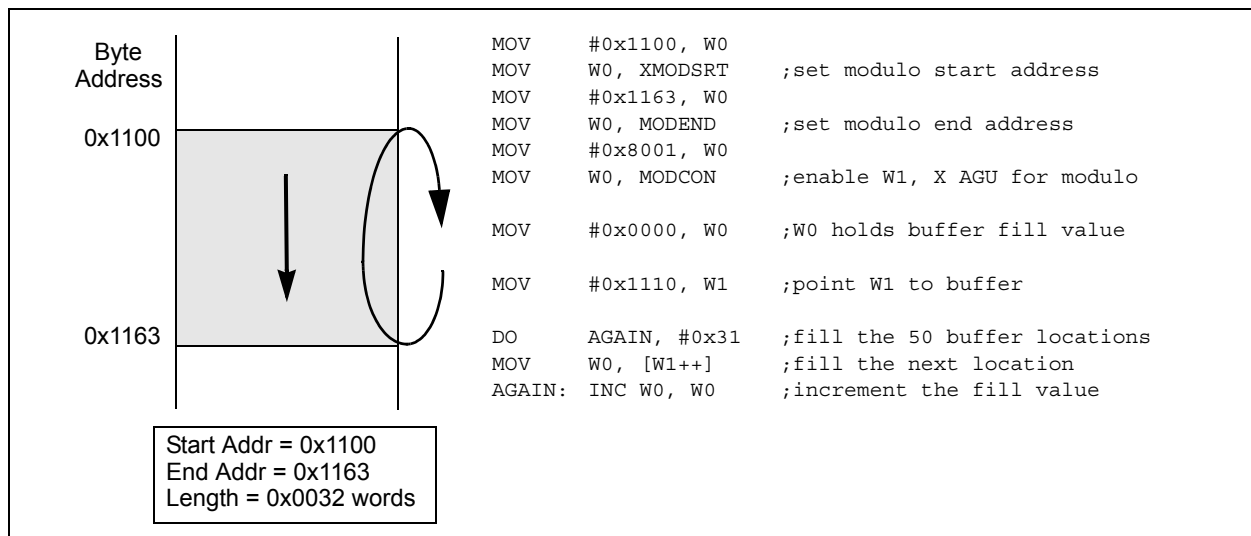 Byte
Address
0x1100
0x1163
Start Addr = 0x1100
End Addr = 0x1163
Length = 0x0032 words
MOV #0x1100, W0
MOV W0, XMODSRT ;set modulo start address
MOV #0x1163, W0
MOV W0, MODEND ;set modulo end address
MOV #0x8001, W0
MOV W0, MODCON ;enable W1, X AGU for modulo
MOV #0x0000, W0 ;W0 holds buffer fill value
MOV #0x1110, W1 ;point W1 to buffer
DO AGAIN, #0x31 ;fill the 50 buffer locations
MOV W0, [W1++] ;fill the next location
AGAIN: INC W0, W0 ;increment the fill value